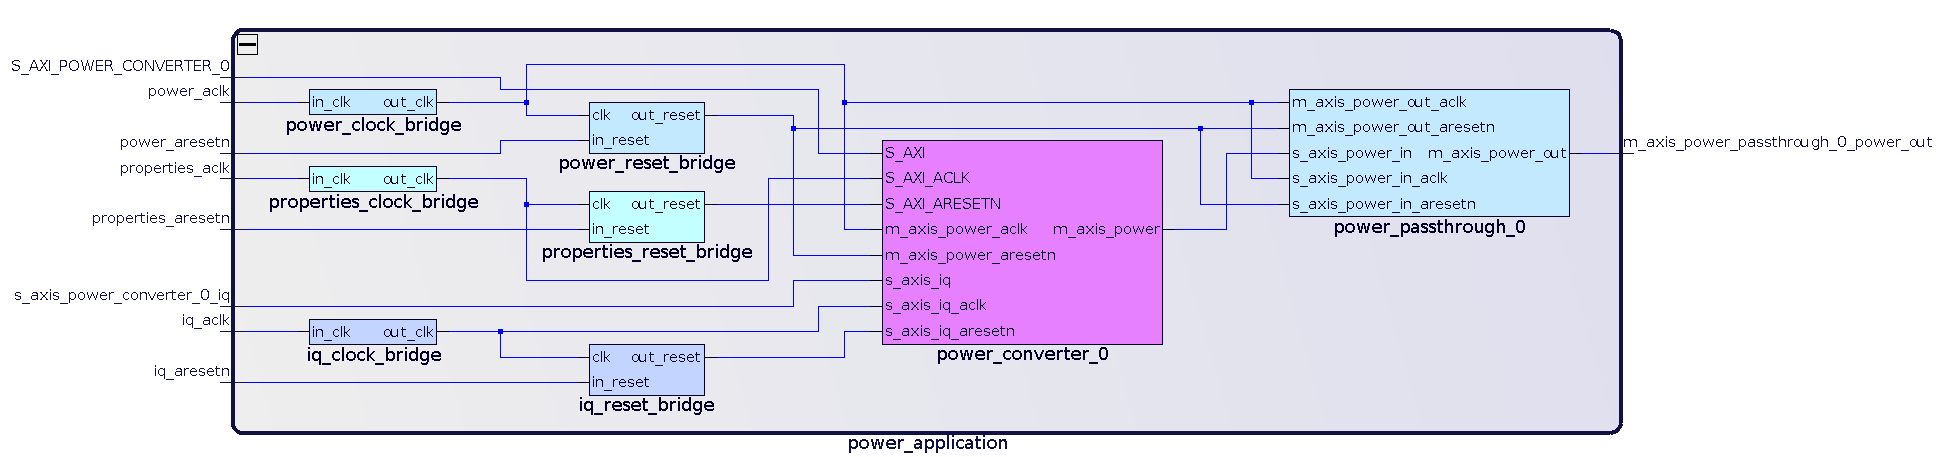 S_AXI_POWER_CONVERTER_0
power_aclk
power_aresetn
properties_aclk
properties_aresetn
s_axis_power_converter_0_iq
iq_aclk
iq_aresetn
in_clk out_clk
power_clock_bridge
in_clk out_clk
properties_clock_bridge
in_clk out_clk
iq_clock_bridge
clk out_reset
in_reset
power_reset_bridge
clk out_reset
in_reset
properties_reset_bridge
clk out_reset
in_reset
iq_reset_bridge
S_AXI
S_AXI_ACLK
S_AXI_ARESETN
m_axis_power_aclk m_axis_power
m_axis_power_aresetn
s_axis_iq
s_axis_iq_aclk
s_axis_iq_aresetn
power_converter_0
m_axis_power_out_aclk
m_axis_power_out_aresetn
s_axis_power_in m_axis_power_out
s_axis_power_in_aclk
s_axis_power_in_aresetn
power_passthrough_0
m_axis_power_passthrough_0_power_out
power_application